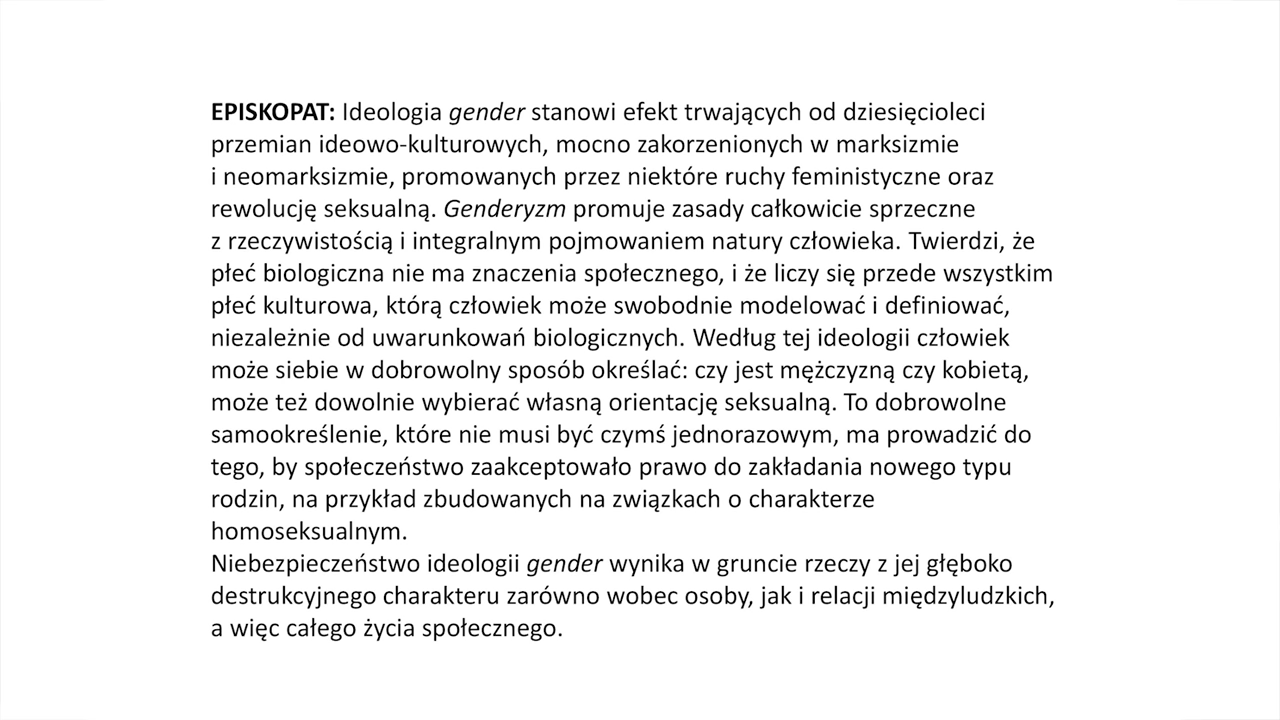 EPISKOPAT: Ideologia gender stanowi efekt trwających od dziesięcioleci
przemian ideowo-kulturowych, mocno zakorzenionych w marksizmie
i neomarksizmie, promowanych przez niektóre ruchy feministyczne oraz
rewolucję seksualną. Genderyzm promuje zasady całkowicie sprzeczne
z rzeczywistością i integralnym pojmowaniem natury człowieka. Twierdzi, że
płeć biologiczna nie ma znaczenia społecznego, i że liczy się przede wszystkim
płeć kulturowa, którą człowiek może swobodnie modelować i definiować,
niezależnie od uwarunkowań biologicznych. Według tej ideologii człowiek
może siebie w dobrowolny sposób określać: czy jest mężczyzną czy kobietą,
może też dowolnie wybierać własną orientację seksualną. To dobrowolne
samookreślenie, które nie musi być czymś jednorazowym, ma prowadzić do
tego, by społeczeństwo zaakceptowało prawo do zakładania nowego typu
rodzin, na przykład zbudowanych na związkach o charakterze
homoseksualnym.
Niebezpieczeństwo ideologii gender wynika w gruncie rzeczy z jej głęboko
destrukcyjnego charakteru zarówno wobec osoby, jak i relacji międzyludzkich,
a więc całego życia społecznego.